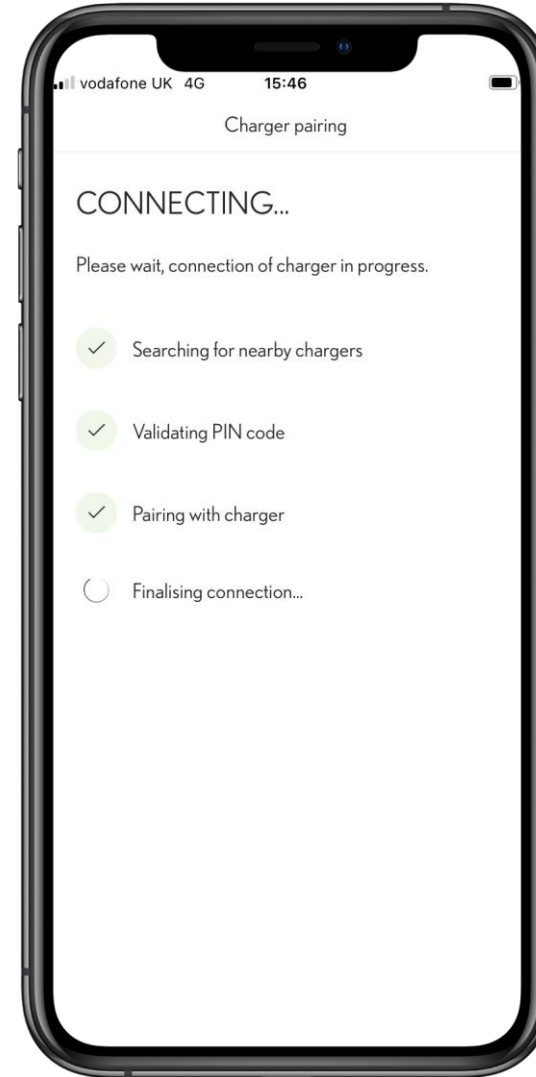 vodafone UK 4G 15:46
Charger pairing
CONNECTING...
Please wait, connection of charger in progress.
Searching for nearby chargers
Validating PIN code
Pairing with charger
Finalising connection...